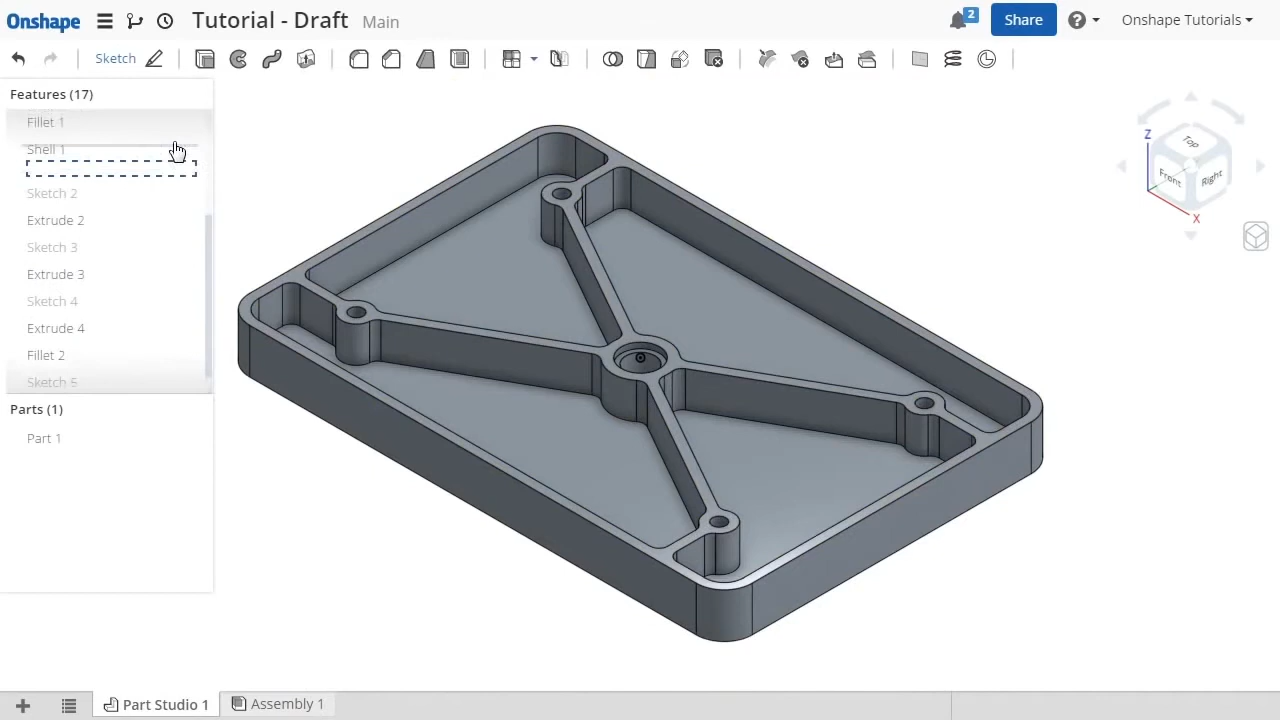 Onshape Tutorial - Draft Main 2 Share Onshape Tutorials
Sketch
Features (17)
Fillet 1
Shell 1
Sketch 2
Extrude 2
Sketch 3
Extrude 3
Sketch 4
Extrude 4
Fillet 2
Sketch 5
Parts (1)
Part 1
Z
Top
Front Right
X
Part Studio 1 Assembly 1